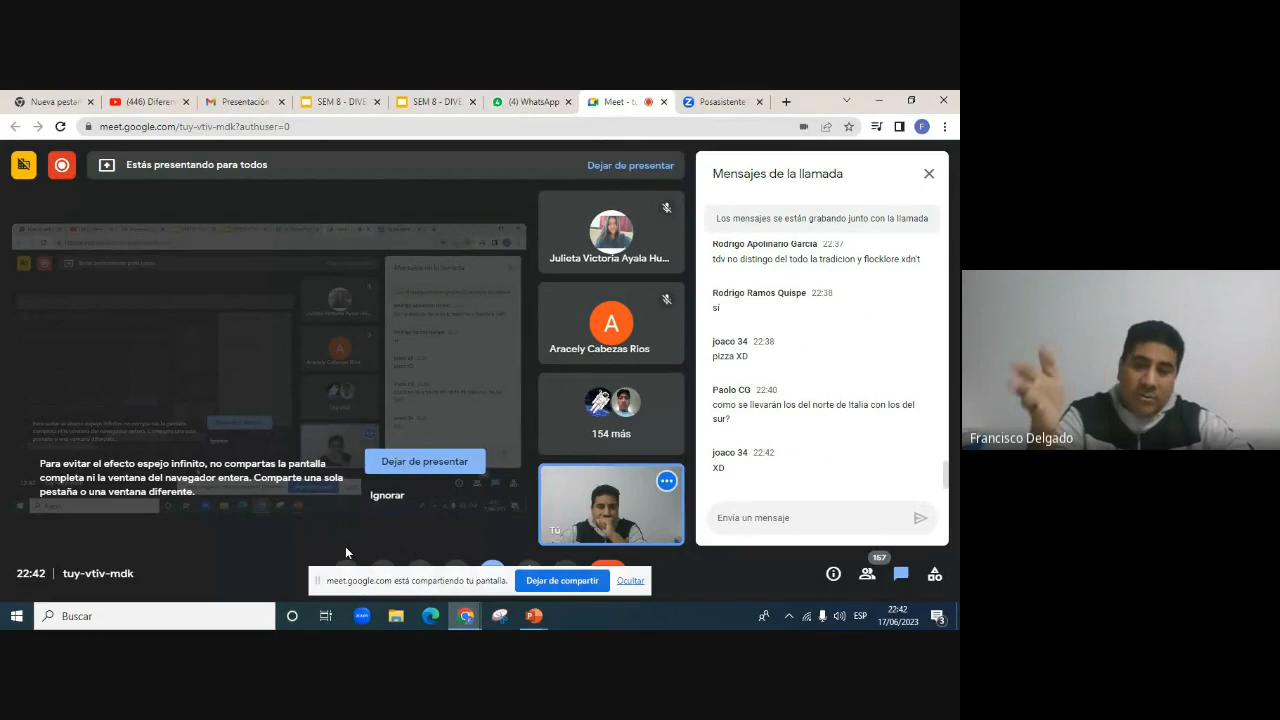 Nueva pestañ
(446) Diferen
Presentación
SEM 8 - DIVE
SEM 8 - DIVE
(4) WhatsApp
Meet - tu
Posasistente
meet.google.com/tuy-vtiv-mdk?authuser=0
F
Estás presentando para todos
Dejar de presentar
Mensajes de la llamada
Los mensajes se están grabando junto con la llamada
Rodrigo Apolinario Garcia 22:37
tdv no distingo del todo la tradicion y flocklore xdn't
Rodrigo Ramos Quispe 22:38
si
joaco 34 22:38
pizza XD
Paolo CG 22:40
como se llevarán los del norte de Italia con los del
sur?
joaco 34 22:42
XD
Envía un mensaje
Julieta Victoria Ayala Hu...
A
Aracely Cabezas Rios
154 más
Tú
Para evitar el efecto espejo infinito, no compartas la pantalla
completa ni la ventana del navegador entera. Comparte una sola
pestaña o una ventana diferente.
Dejar de presentar
Ignorar
Francisco Delgado
22:42
tuy-vtiv-mdk
157
meet.google.com está compartiendo tu pantalla.
Dejar de compartir
Ocultar
Buscar
zoom
ESP
22:42
17/06/2023
3